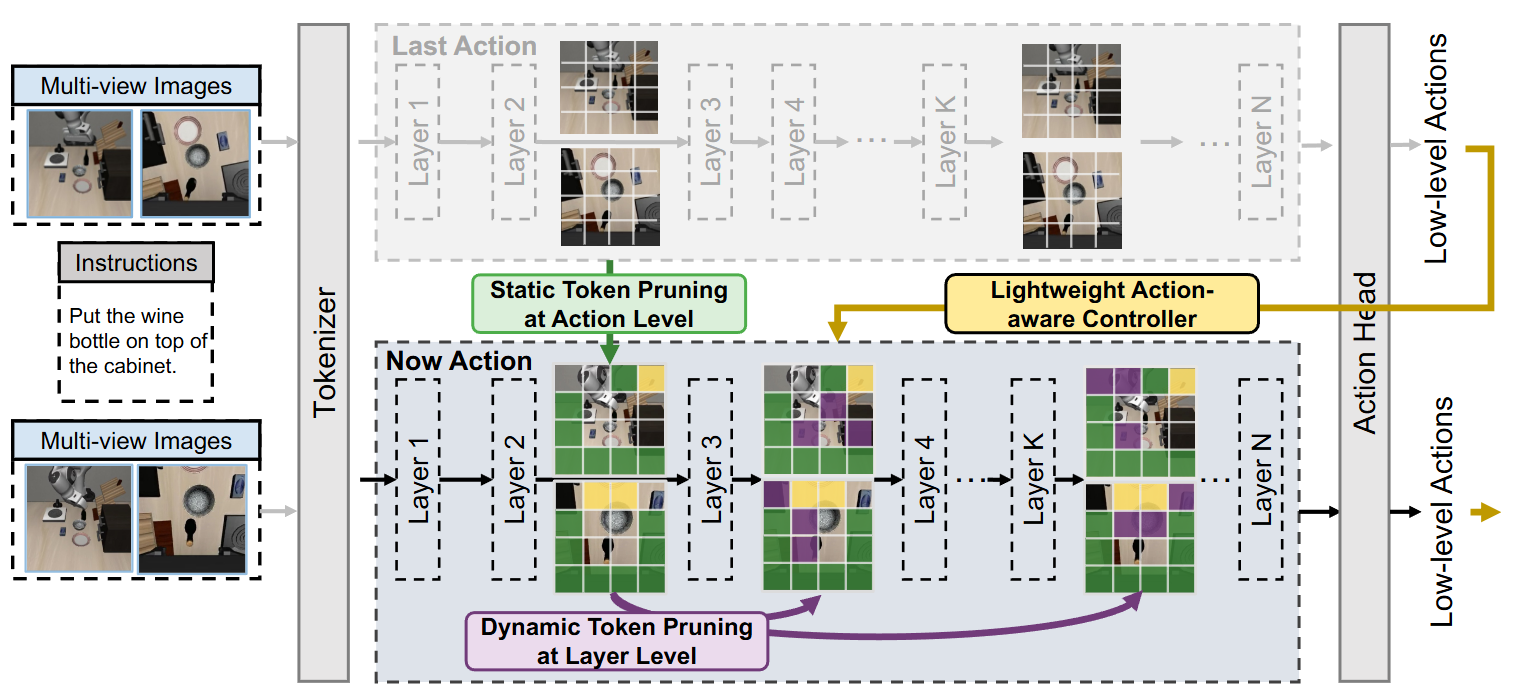 Multi-view Images
Instructions
Put the wine
bottle on top of
the cabinet.
Multi-view Images
Tokenizer
Last Action
Layer 1
Layer 2
Layer 3
Layer 4
...
Layer K
...
Layer N
Static Token Pruning
at Action Level
Lightweight Action-
aware Controller
Now Action
Layer 1
Layer 2
Layer 3
Layer 4
...
Layer K
...
Layer N
Dynamic Token Pruning
at Layer Level
Action Head
Low-level Actions
Low-level Actions